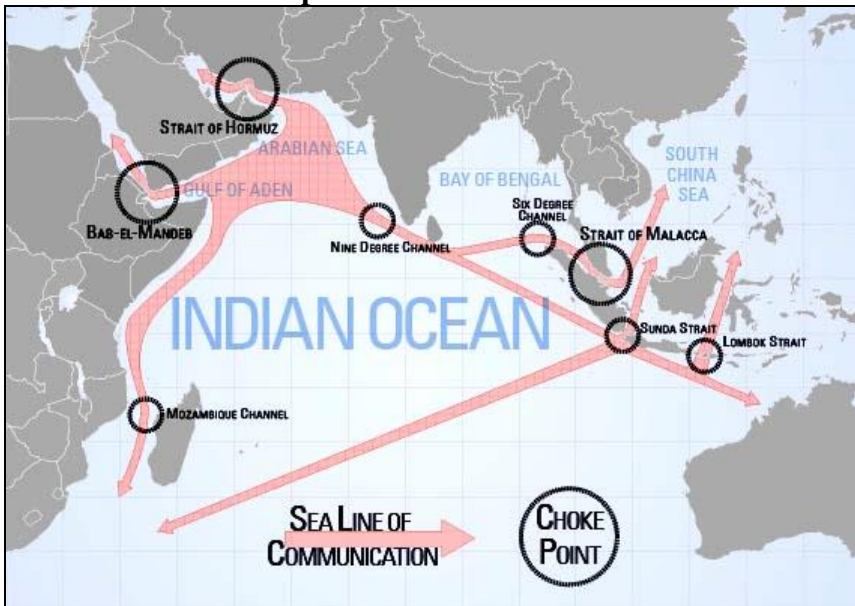 STRAIT OF HORMUZ
ARABIAN SEA
GULF OF ADEN
BAB-EL-MANDEB
BAY OF BENGAL
SOUTH
CHINA
SEA
SIX DEGREE
CHANNEL
STRAIT OF MALACCA
NINE DEGREE CHANNEL
INDIAN OCEAN
SUNDA STRAIT
LOMBOK STRAIT
MOZAMBIQUE CHANNEL
SEA LINE OF
COMMUNICATION
CHOKE
POINT